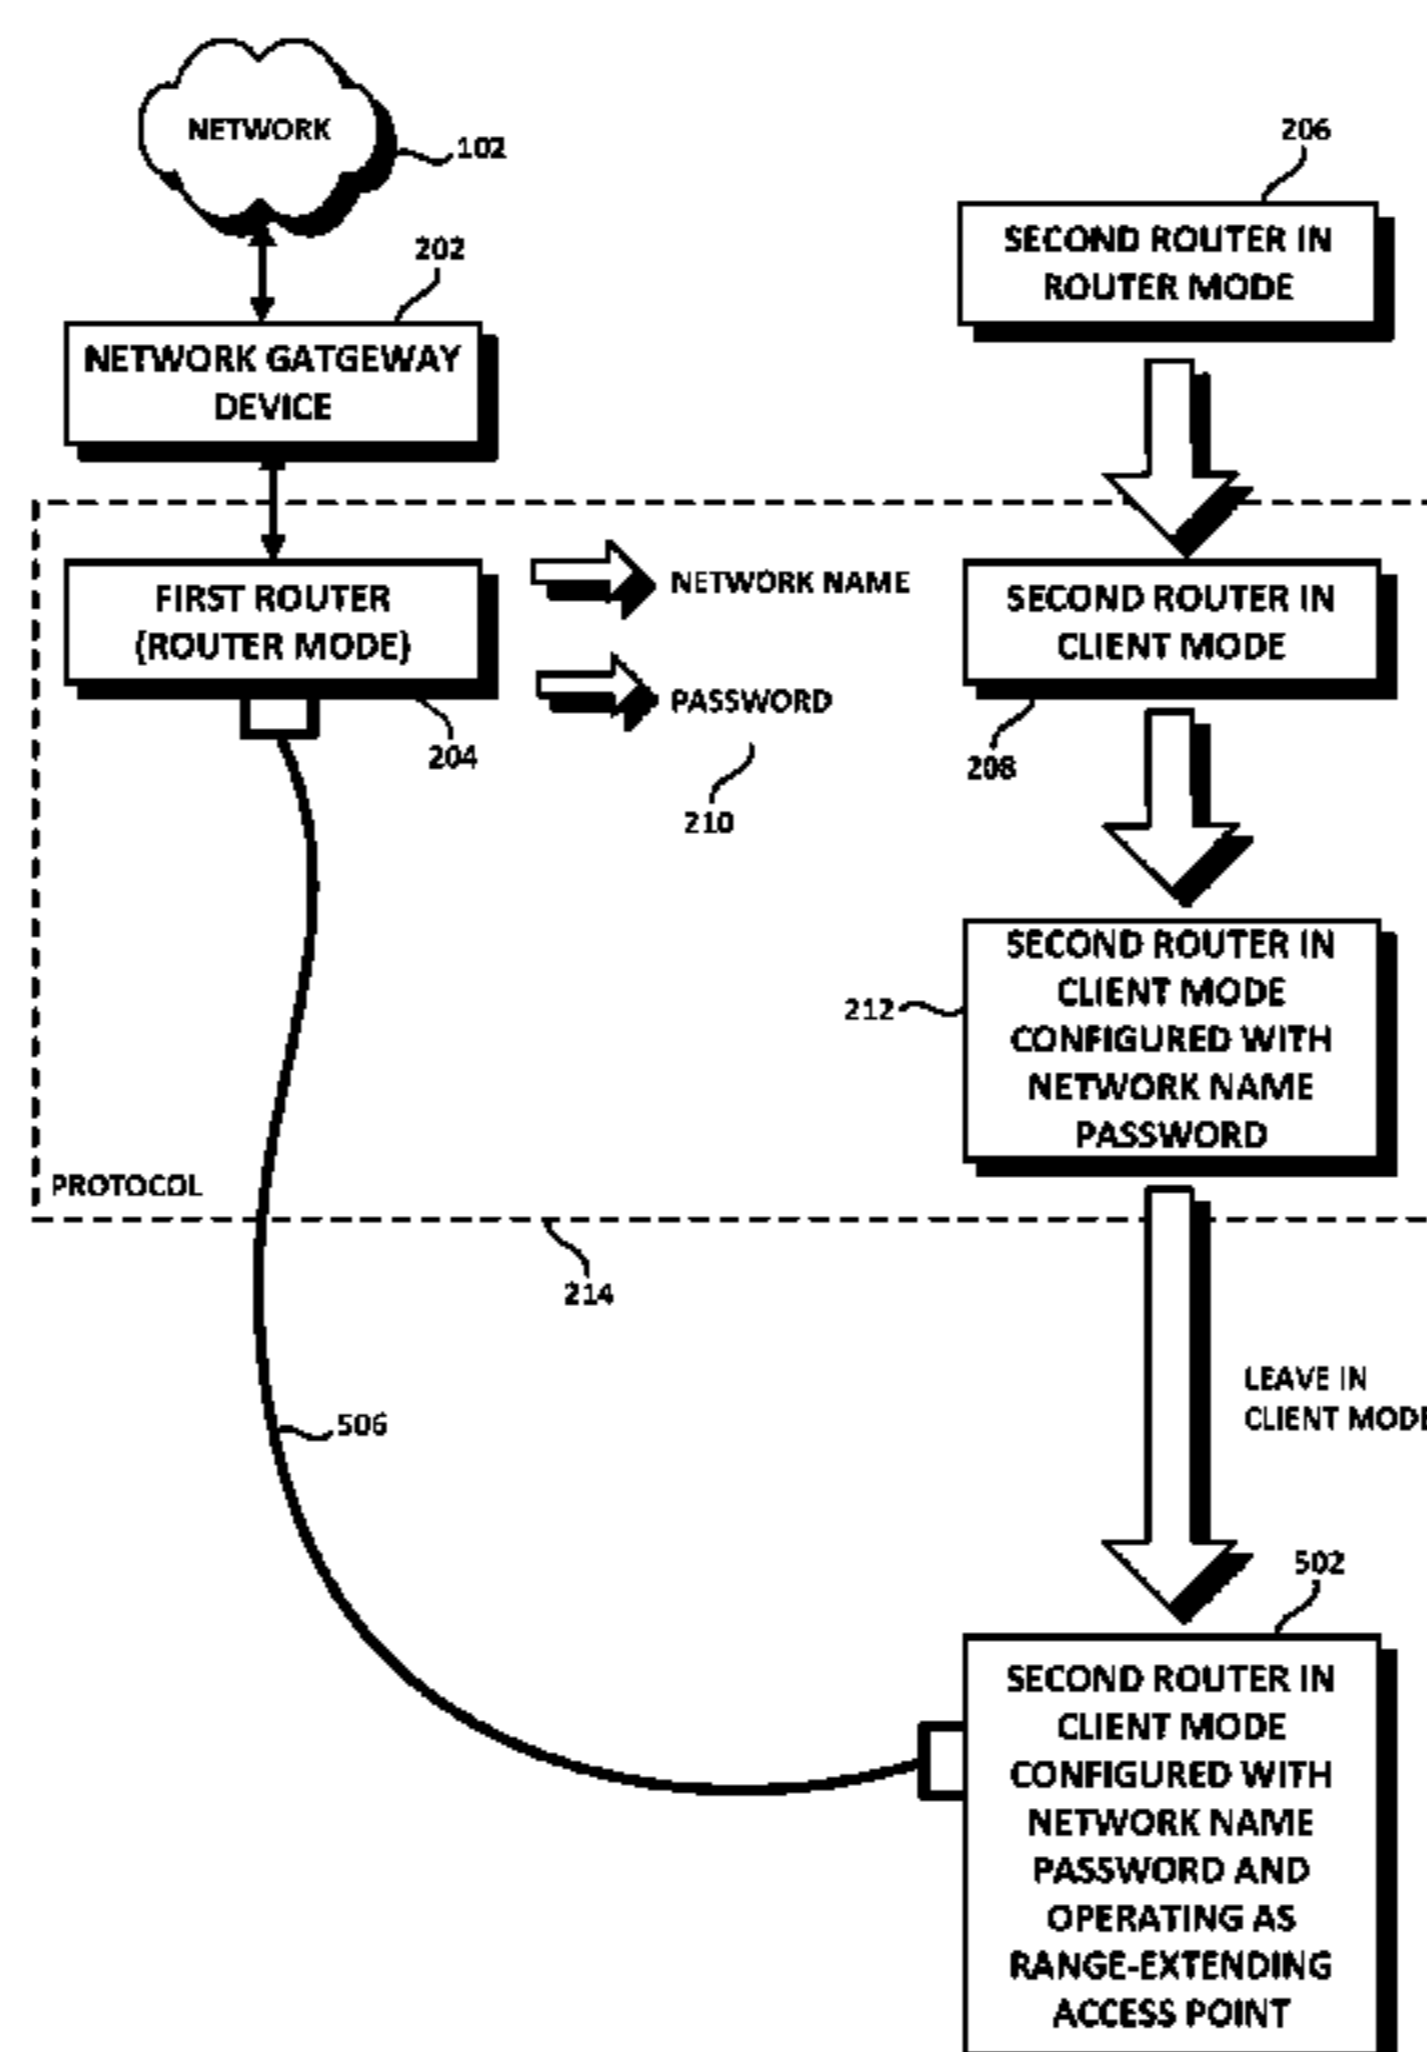 NETWORK
102
206
SECOND ROUTER IN
ROUTER MODE
202
NETWORK GATGEWAY
DEVICE
FIRST ROUTER
(ROUTER MODE)
NETWORK NAME
SECOND ROUTER IN
CLIENT MODE
PASSWORD
204
208
210
SECOND ROUTER IN
CLIENT MODE
CONFIGURED WITH
NETWORK NAME
PASSWORD
212
PROTOCOL
214
LEAVE IN
CLIENT MODE
506
502
SECOND ROUTER IN
CLIENT MODE
CONFIGURED WITH
NETWORK NAME
PASSWORD AND
OPERATING AS
RANGE-EXTENDING
ACCESS POINT